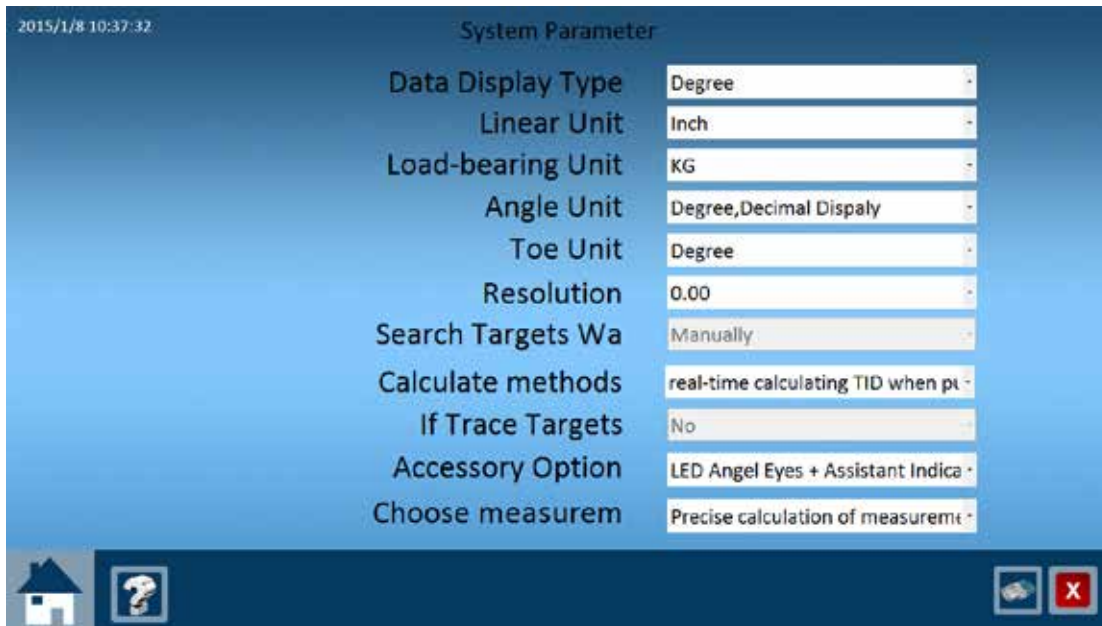 2015/1/8 10:37:32
System Parameter
Data Display Type Degree
Linear Unit Inch
Load-bearing Unit KG
Angle Unit Degree,Decimal Dispaly
Toe Unit Degree
Resolution 0.00
Search Targets Wa Manually
Calculate methods real-time calculating TID when pu
If Trace Targets No
Accessory Option LED Angel Eyes + Assistant Indica
Choose measurem Precise calculation of measureme
?
X